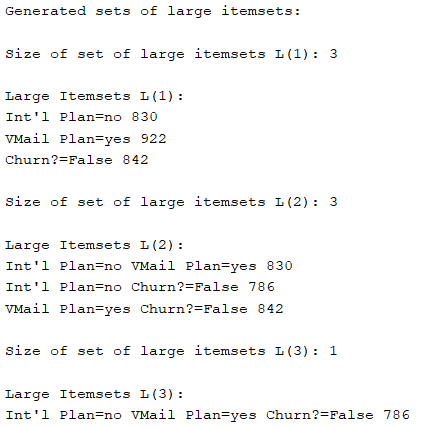 Generated sets of large itemsets:
Size of set of large itemsets L(1): 3
Large Itemsets L(1):
Int'l Plan=no 830
VMail Plan=yes 922
Churn?=False 842
Size of set of large itemsets L(2): 3
Large Itemsets L(2):
Int'l Plan=no VMail Plan=yes 830
Int'l Plan=no Churn?=False 786
VMail Plan=yes Churn?=False 842
Size of set of large itemsets L(3): 1
Large Itemsets L(3):
Int'l Plan=no VMail Plan=yes Churn?=False 786